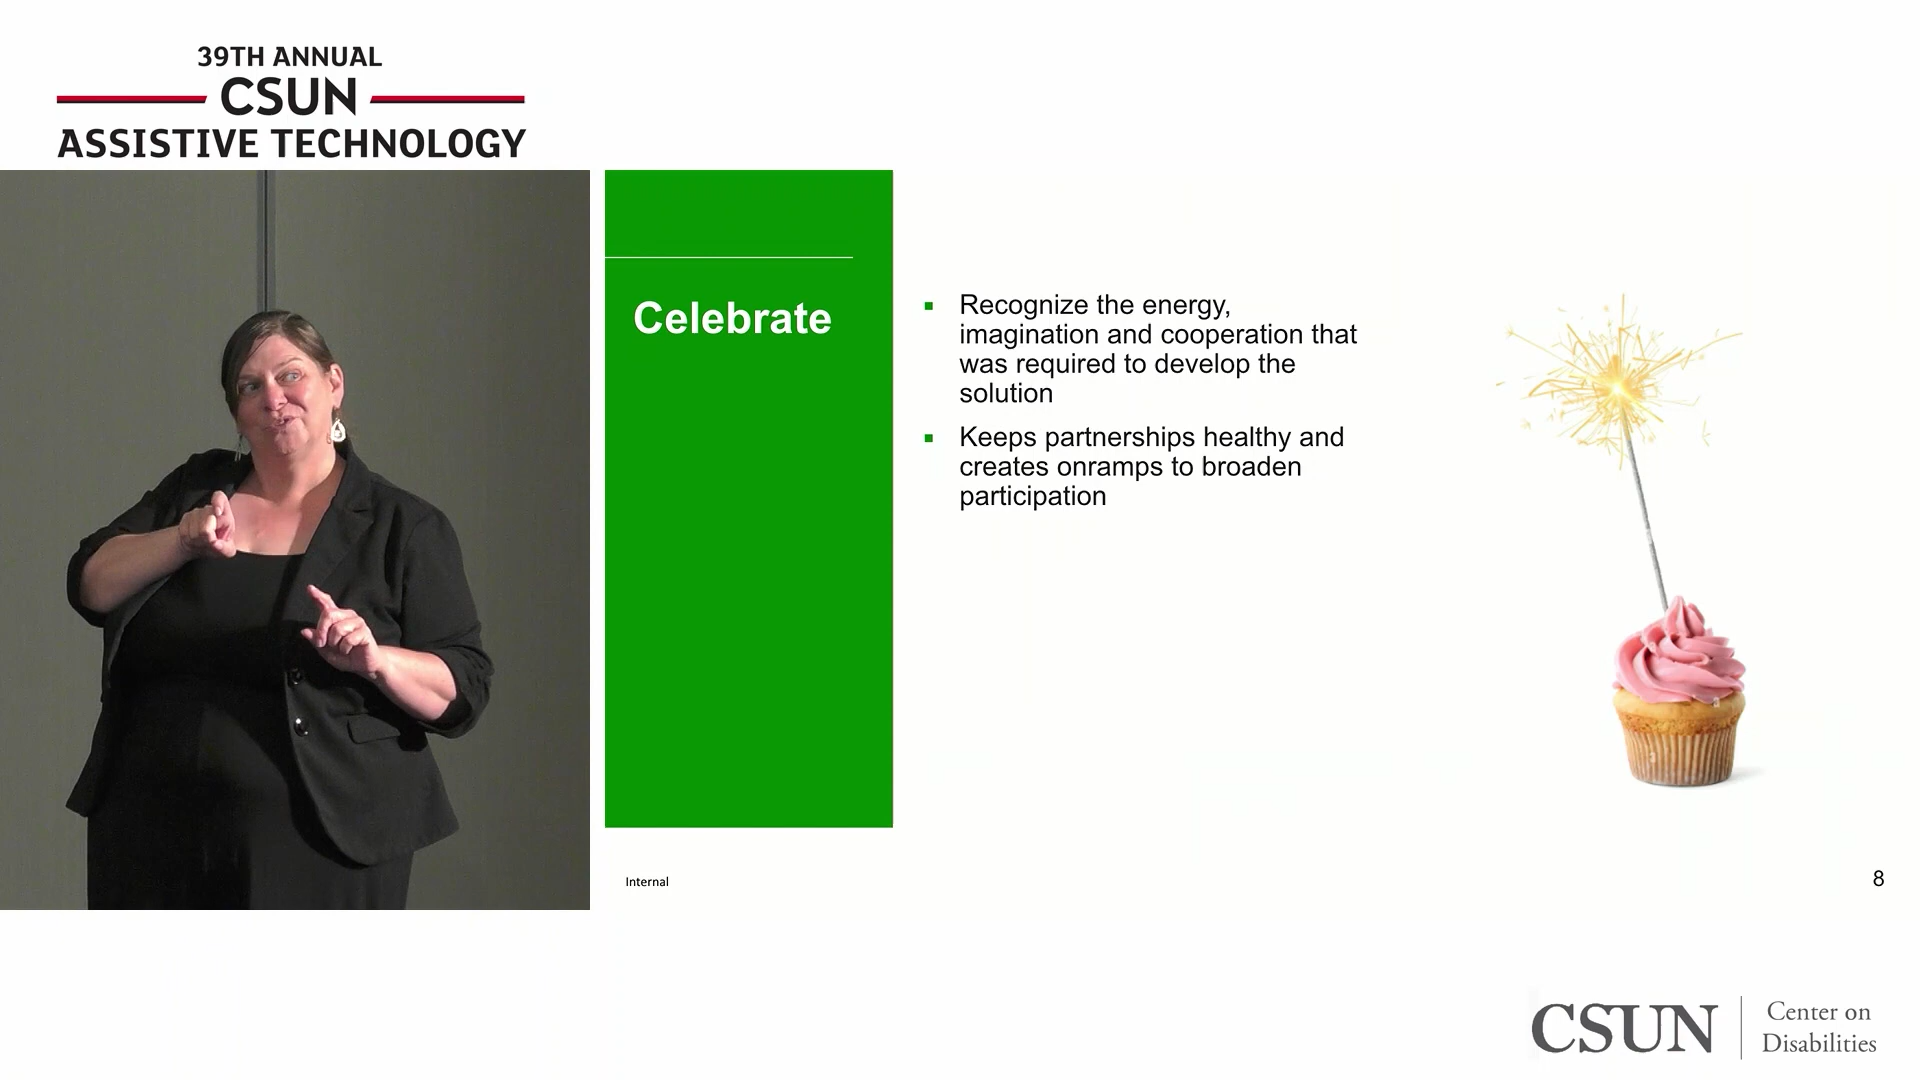 39TH ANNUAL
CSUN
ASSISTIVE TECHNOLOGY
Celebrate
▪ Recognize the energy,
imagination and cooperation that
was required to develop the
solution
▪ Keeps partnerships healthy and
creates onramps to broaden
participation
Internal
8
CSUN
Center on
Disabilities